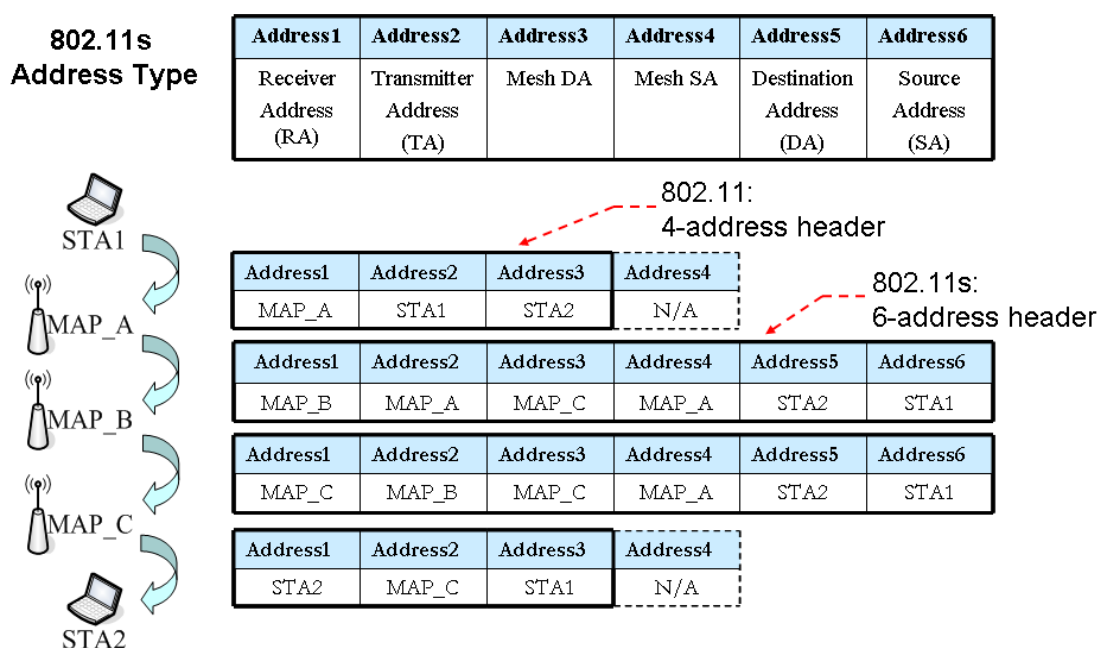 802.11s
Address Type
Address1 Address2 Address3 Address4 Address5 Address6
Receiver Address (RA) Transmitter Address (TA) Mesh DA Mesh SA Destination Address (DA) Source Address (SA)
STA1
802.11:
4-address header
Address1 Address2 Address3 Address4
MAP_A STA1 STA2 N/A
802.11s:
6-address header
MAP_A
Address1 Address2 Address3 Address4 Address5 Address6
MAP_B MAP_A MAP_C MAP_A STA2 STA1
MAP_B
Address1 Address2 Address3 Address4 Address5 Address6
MAP_C MAP_B MAP_C MAP_A STA2 STA1
MAP_C
Address1 Address2 Address3 Address4
STA2 MAP_C STA1 N/A
STA2